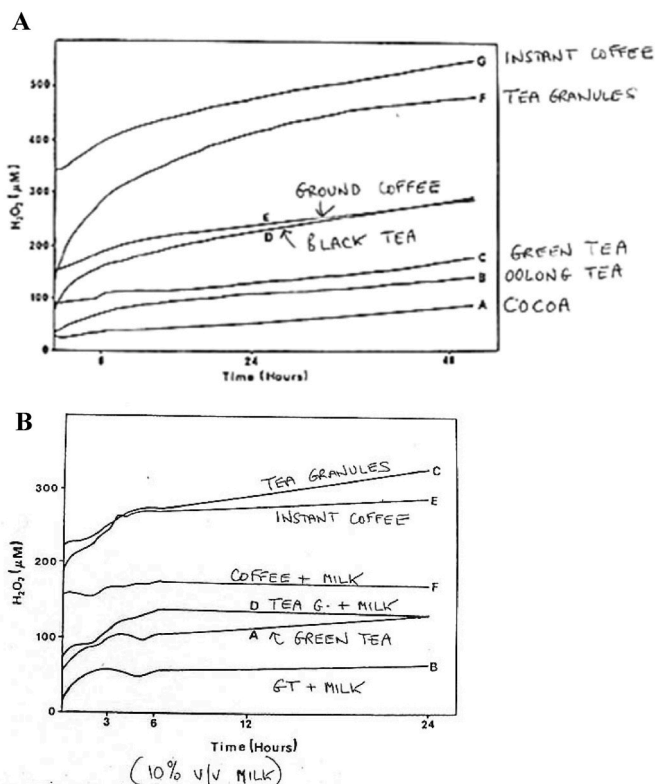 A
500
400
300
200
100
0
H₂O₂ (µM)
6
24
48
Time (Hours)
G INSTANT COFFEE
F TEA GRANULES
GROUND COFFEE
E
D
BLACK TEA
C GREEN TEA
B OOLONG TEA
A COCOA
B
300
200
100
0
H₂O₂ (µM)
TEA GRANULES C
INSTANT COFFEE E
COFFEE + MILK F
D TEA G. + MILK
A GREEN TEA
GT + MILK B
3
6
12
24
Time (Hours)
(10% v/v MILK)